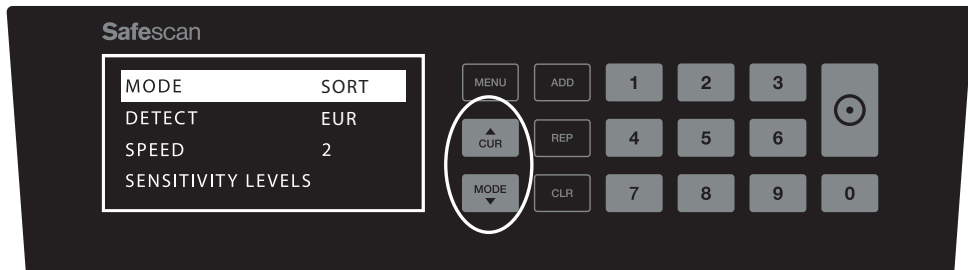 Safescan
MODE SORT
DETECT EUR
SPEED 2
SENSITIVITY LEVELS
MENU ADD 1 2 3
CUR REP 4 5 6
MODE CLR 7 8 9 0